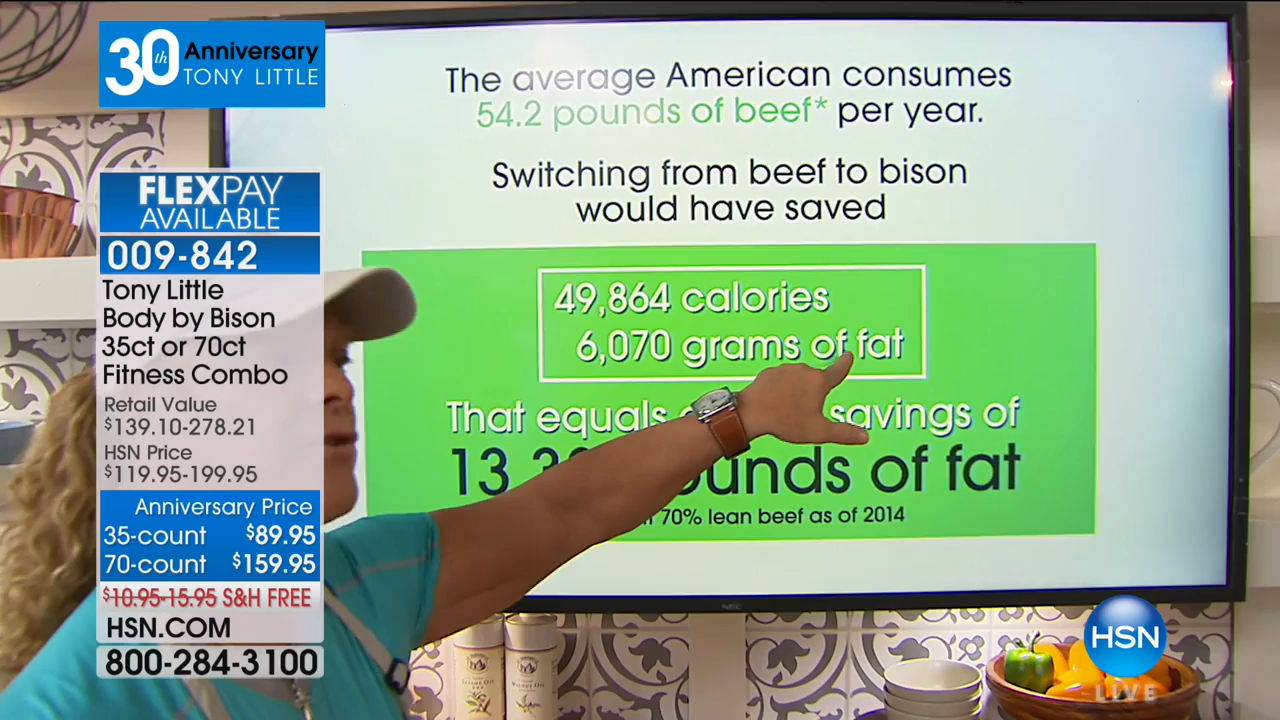 30th Anniversary
TONY LITTLE
FLEXPAY
AVAILABLE
009-842
Tony Little
Body by Bison
35ct or 70ct
Fitness Combo
Retail Value
$139.10-278.21
HSN Price
$119.95-199.95
Anniversary Price
35-count $89.95
70-count $159.95
$10.95-15.95 S&H FREE
HSN.COM
800-284-3100
The average American consumes
54.2 pounds of beef* per year.
Switching from beef to bison
would have saved
49,864 calories
6,070 grams of fat
That equals savings of
of fat
70% lean beef as of 2014
NEC
HSN
LIVE